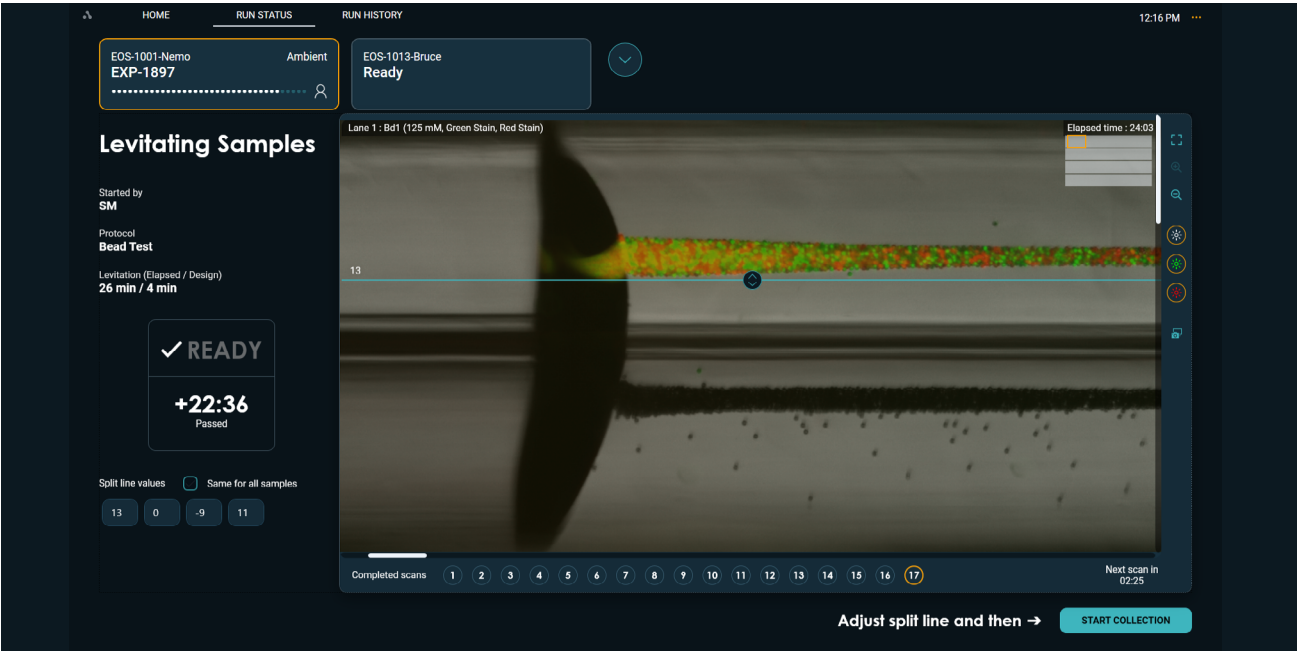 HOME RUN STATUS RUN HISTORY 12:16 PM
EOS-1001-Nemo Ambient
EXP-1897
EOS-1013-Bruce
Ready
Levitating Samples
Started by
SM
Protocol
Bead Test
Levitation (Elapsed / Design)
26 min / 4 min
READY
+22:36
Passed
Split line values Same for all samples
13 0 -9 11
Lane 1 : Bd1 (125 mM, Green Stain, Red Stain) Elapsed time : 24:03
13
Completed scans 1 2 3 4 5 6 7 8 9 10 11 12 13 14 15 16 17 Next scan in
02:25
Adjust split line and then → START COLLECTION